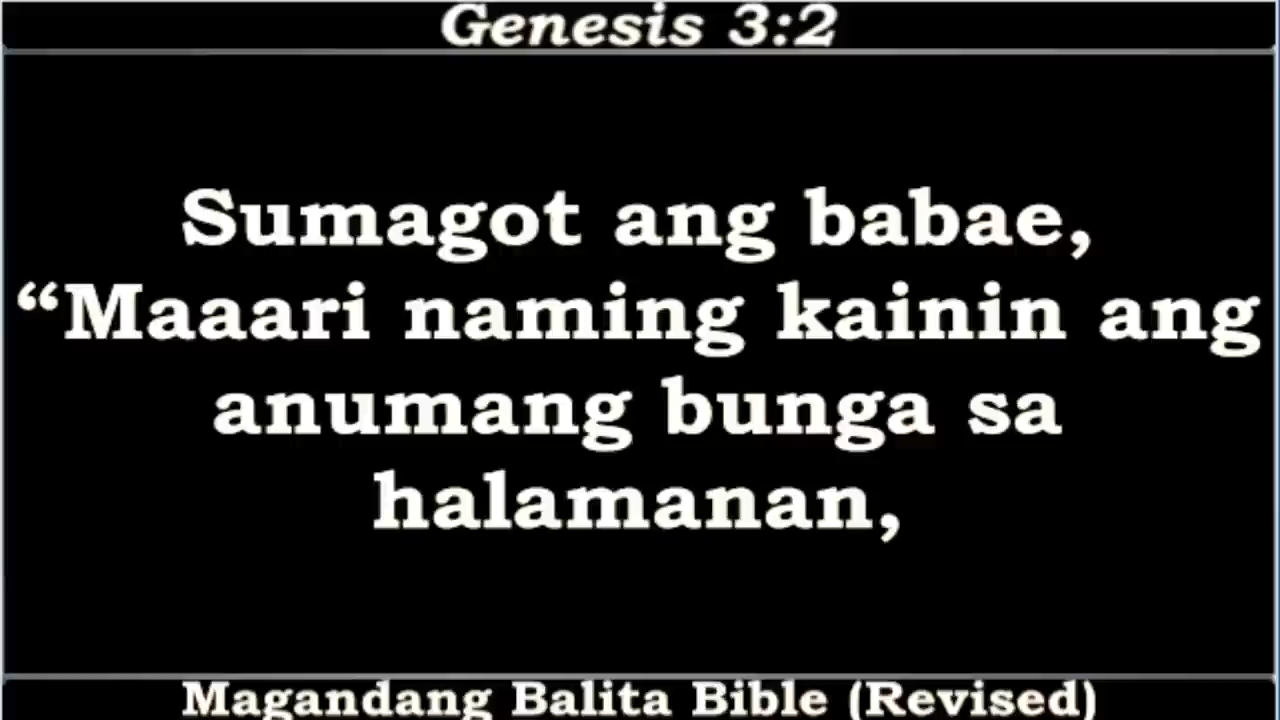 Genesis 3:2
Sumagot ang babae,
“Maaari naming kainin ang
anumang bunga sa
halamanan,
Magandang Balita Bible (Revised)